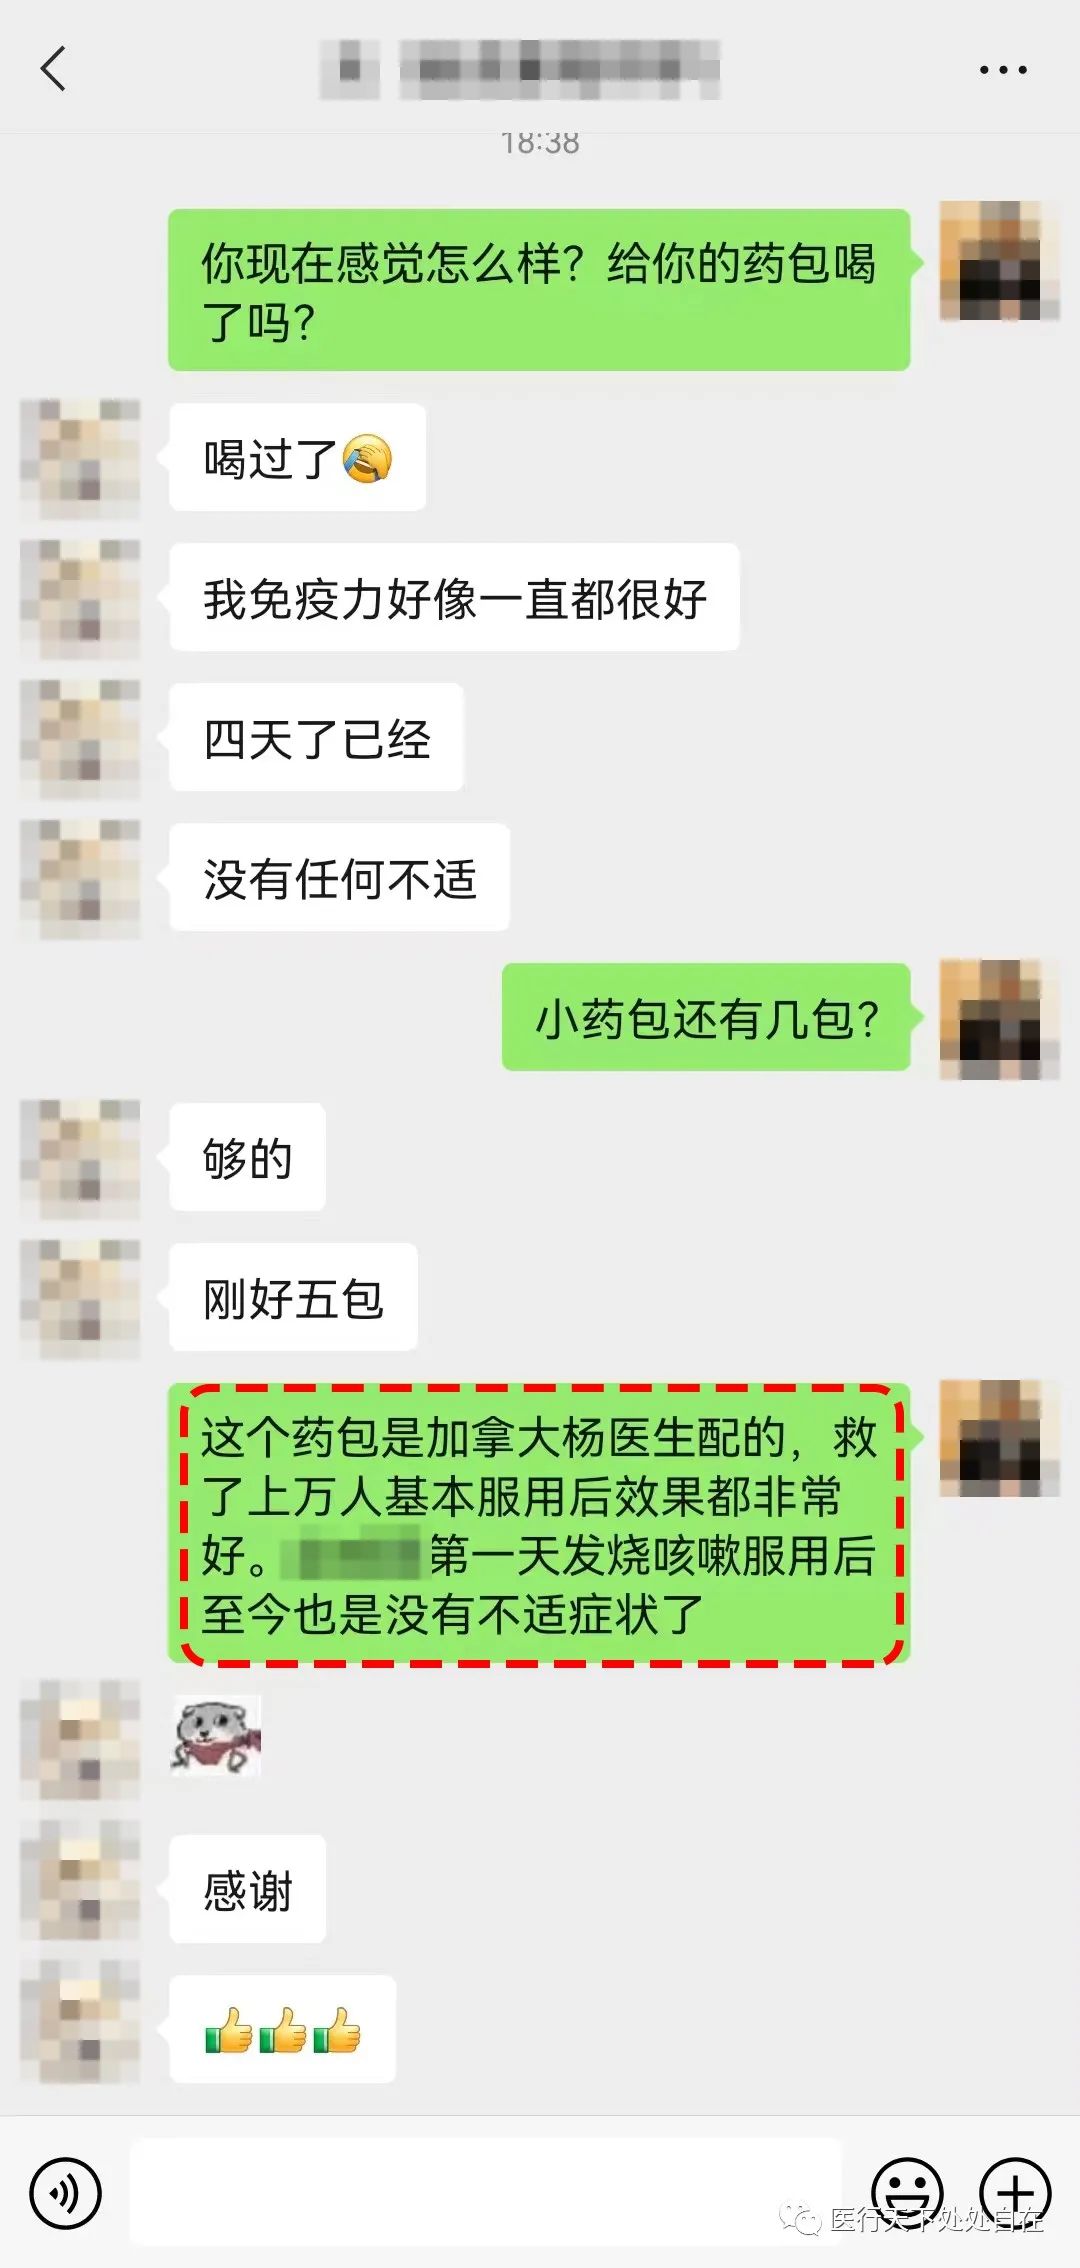 18:38
你现在感觉怎么样？给你的药包喝
了吗？
喝过了
我免疫力好像一直都很好
四天了已经
没有任何不适
小药包还有几包？
够的
刚好五包
这个药包是加拿大杨医生配的，救
了上万人基本服用后效果都非常
好。第一天发烧咳嗽服用后
至今也是没有不适症状了
感谢
医行天下处处自在